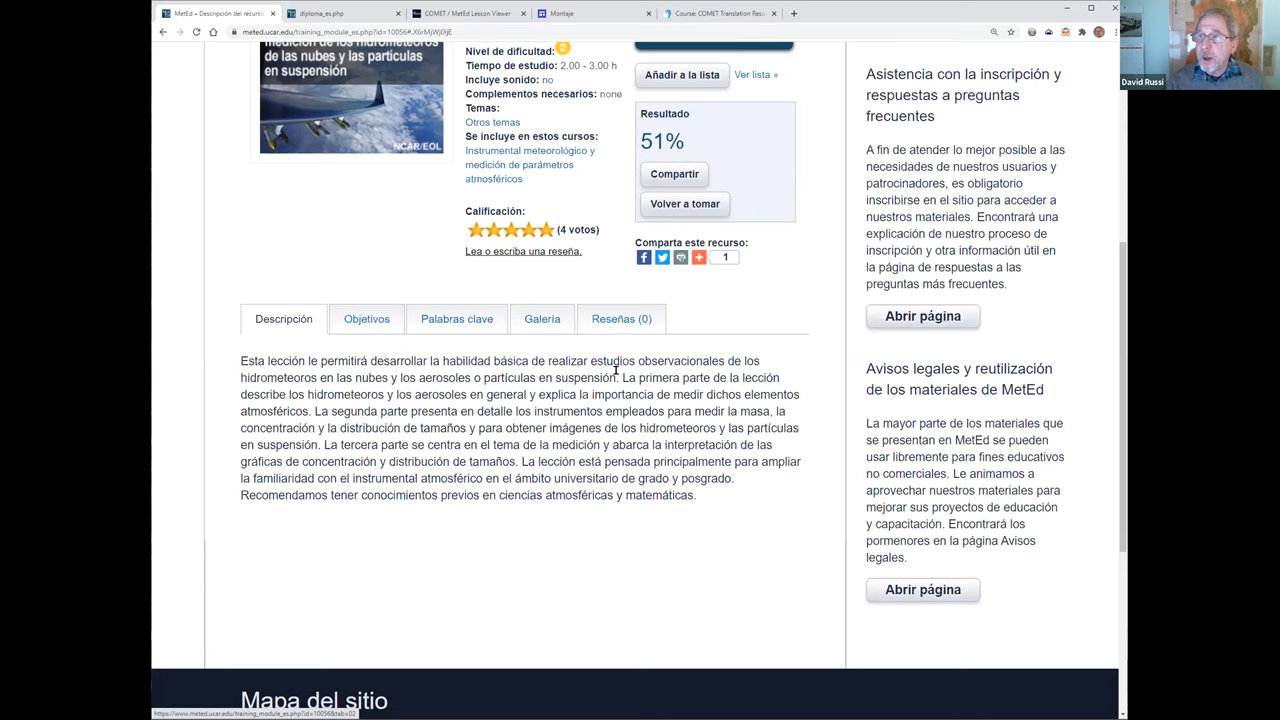 MetEd » Descripción del recurso
diploma_es.php
COMET / MetEd Lesson Viewer
Montaje
Course: COMET Translation Res
meted.ucar.edu/training_module_es.php?id=10056#.X6rMjWj0ljE
David Russi
medición de los hidrometeoros
de las nubes y las partículas
en suspensión
NCAR/EOL
Nivel de dificultad: 2
Tiempo de estudio: 2.00 - 3.00 h
Incluye sonido: no
Complementos necesarios: none
Temas:
Otros temas
Se incluye en estos cursos:
Instrumental meteorológico y
medición de parámetros
atmosféricos
Calificación:
(4 votos)
Lea o escriba una reseña.
Añadir a la lista
Ver lista »
Resultado
51%
Compartir
Volver a tomar
Comparta este recurso:
1
Descripción
Objetivos
Palabras clave
Galería
Reseñas (0)
Esta lección le permitirá desarrollar la habilidad básica de realizar estudios observacionales de los
hidrometeoros en las nubes y los aerosoles o partículas en suspensión. La primera parte de la lección
describe los hidrometeoros y los aerosoles en general y explica la importancia de medir dichos elementos
atmosféricos. La segunda parte presenta en detalle los instrumentos empleados para medir la masa, la
concentración y la distribución de tamaños y para obtener imágenes de los hidrometeoros y las partículas
en suspensión. La tercera parte se centra en el tema de la medición y abarca la interpretación de las
gráficas de concentración y distribución de tamaños. La lección está pensada principalmente para ampliar
la familiaridad con el instrumental atmosférico en el ámbito universitario de grado y posgrado.
Recomendamos tener conocimientos previos en ciencias atmosféricas y matemáticas.
Asistencia con la inscripción y
respuestas a preguntas
frecuentes
A fin de atender lo mejor posible a las
necesidades de nuestros usuarios y
patrocinadores, es obligatorio
inscribirse en el sitio para acceder a
nuestros materiales. Encontrará una
explicación de nuestro proceso de
inscripción y otra información útil en
la página de respuestas a las
preguntas más frecuentes.
Abrir página
Avisos legales y reutilización
de los materiales de MetEd
La mayor parte de los materiales que
se presentan en MetEd se pueden
usar libremente para fines educativos
no comerciales. Le animamos a
aprovechar nuestros materiales para
mejorar sus proyectos de educación
y capacitación. Encontrará los
pormenores en la página Avisos
legales.
Abrir página
Mapa del sitio
https://www.meted.ucar.edu/training_module_es.php?id=10056&tab=02